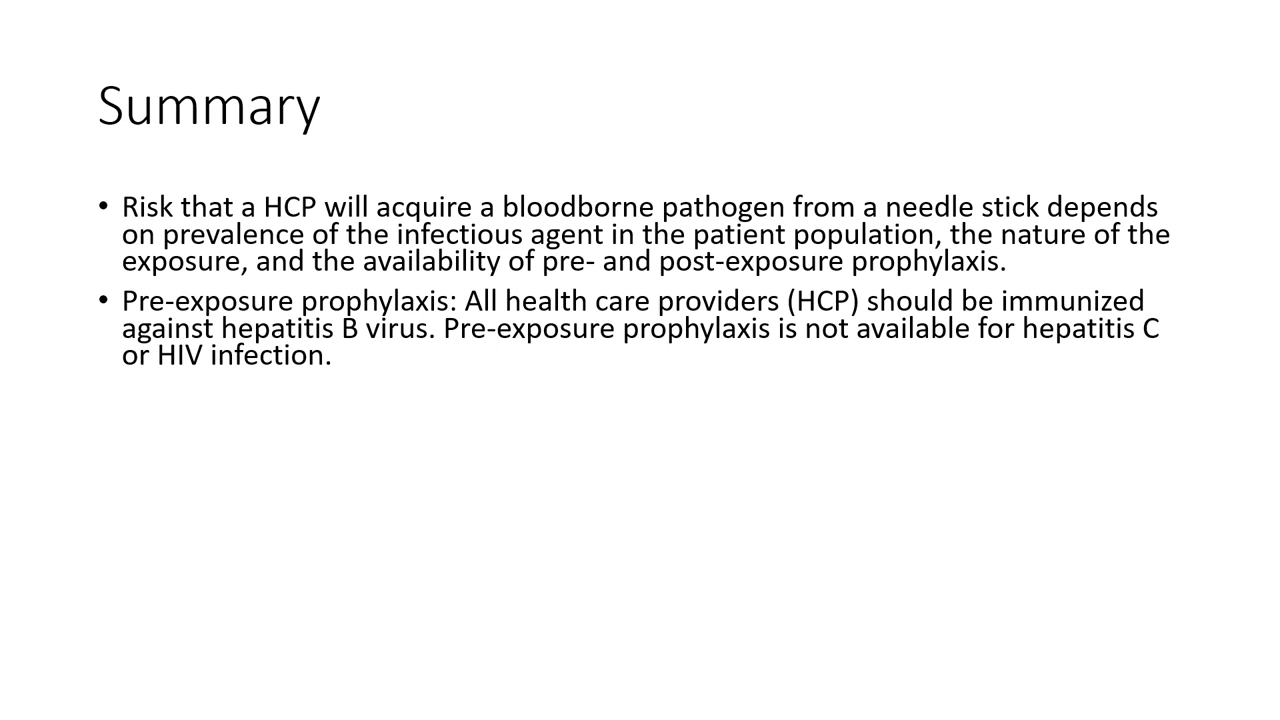 Summary
• Risk that a HCP will acquire a bloodborne pathogen from a needle stick depends
on prevalence of the infectious agent in the patient population, the nature of the
exposure, and the availability of pre- and post-exposure prophylaxis.
• Pre-exposure prophylaxis: All health care providers (HCP) should be immunized
against hepatitis B virus. Pre-exposure prophylaxis is not available for hepatitis C
or HIV infection.